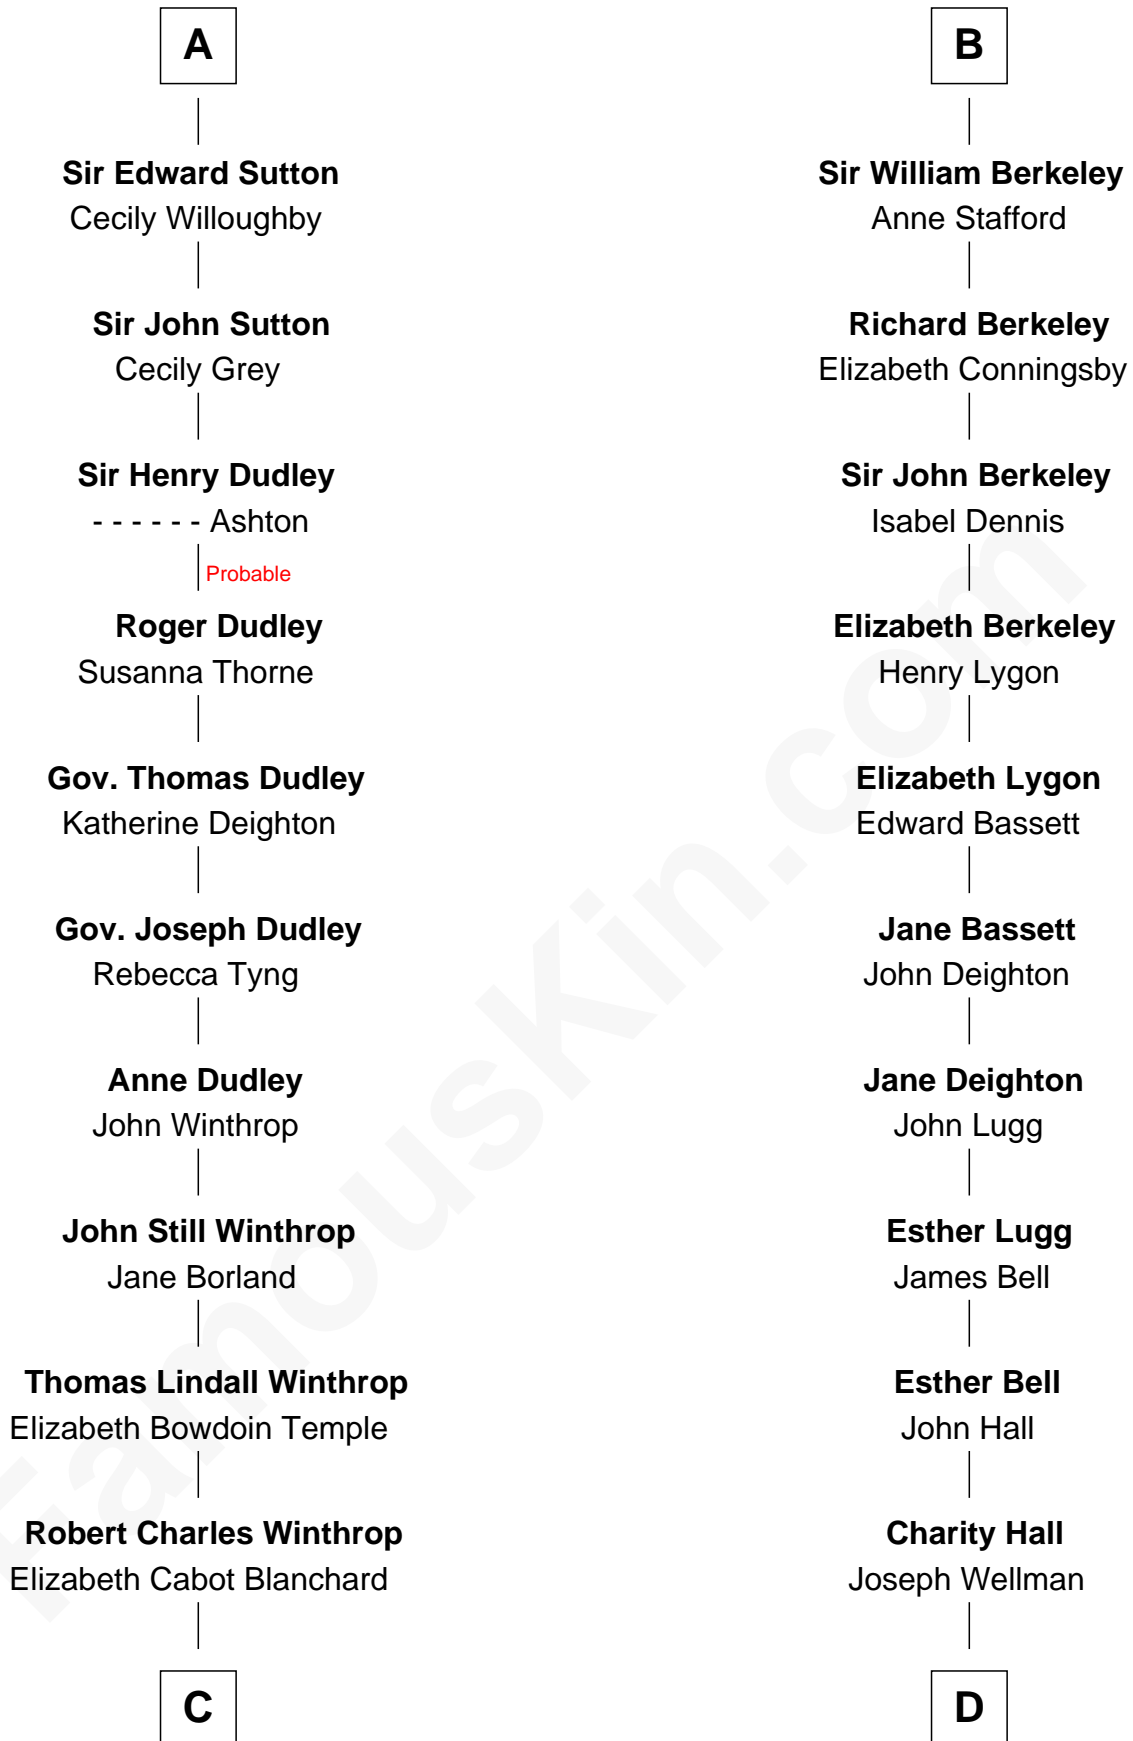 A
Sir Edward Sutton
Cecily Willoughby
Sir John Sutton
Cecily Grey
Sir Henry Dudley
- - - - - - Ashton
Probable
Roger Dudley
Susanna Thorne
Gov. Thomas Dudley
Katherine Deighton
Gov. Joseph Dudley
Rebecca Tyng
Anne Dudley
John Winthrop
John Still Winthrop
Jane Borland
Thomas Lindall Winthrop
Elizabeth Bowdoin Temple
Robert Charles Winthrop
Elizabeth Cabot Blanchard
C
B
Sir William Berkeley
Anne Stafford
Richard Berkeley
Elizabeth Conningsby
Sir John Berkeley
Isabel Dennis
Elizabeth Berkeley
Henry Lygon
Elizabeth Lygon
Edward Bassett
Jane Bassett
John Deighton
Jane Deighton
John Lugg
Esther Lugg
James Bell
Esther Bell
John Hall
Charity Hall
Joseph Wellman
D
FamousKin.com